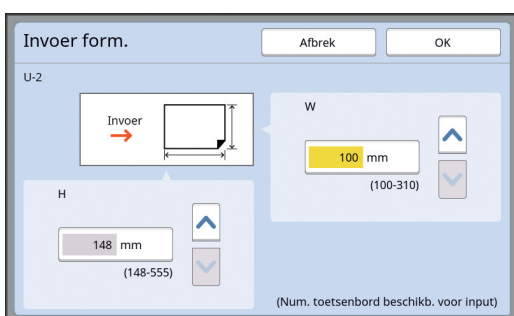 Invoer form.
Afbrek
OK
U-2
Invoer
W
100 mm
(100-310)
H
148 mm
(148-555)
(Num. toetsenbord beschikb. voor input)